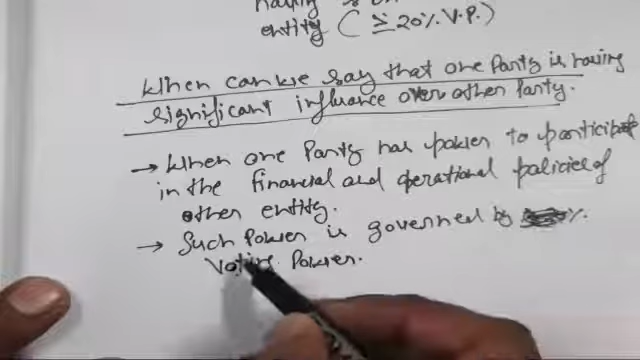 having
entity ( ≥ 20% V.P.)
When can we say that one Party is having
significant influence over other Party.
→ When one Party has power to particip
in the financial and operational policies of
other entity.
→ Such Power is governed by %.
Voting Power.